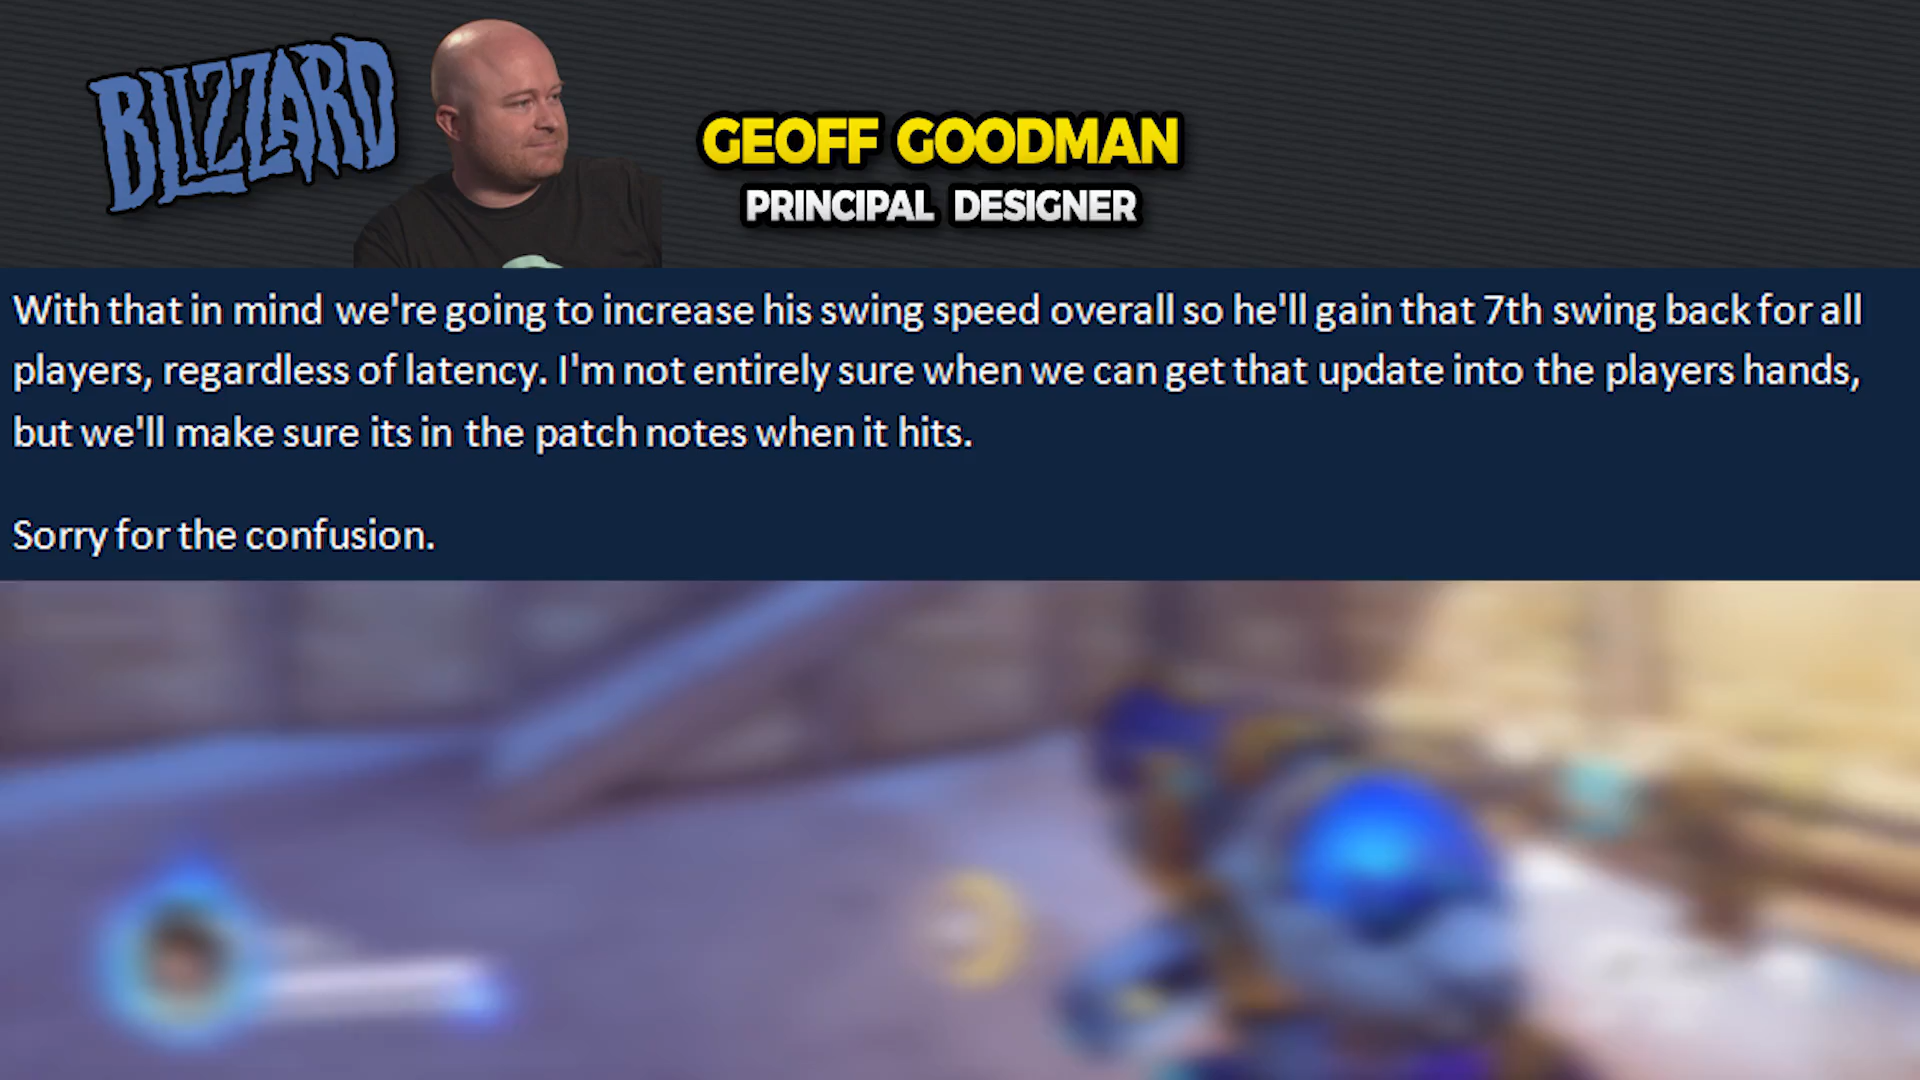 BLIZZARD
GEOFF GOODMAN
PRINCIPAL DESIGNER
With that in mind we're going to increase his swing speed overall so he'll gain that 7th swing back for all
players, regardless of latency. I'm not entirely sure when we can get that update into the players hands,
but we'll make sure its in the patch notes when it hits.
Sorry for the confusion.